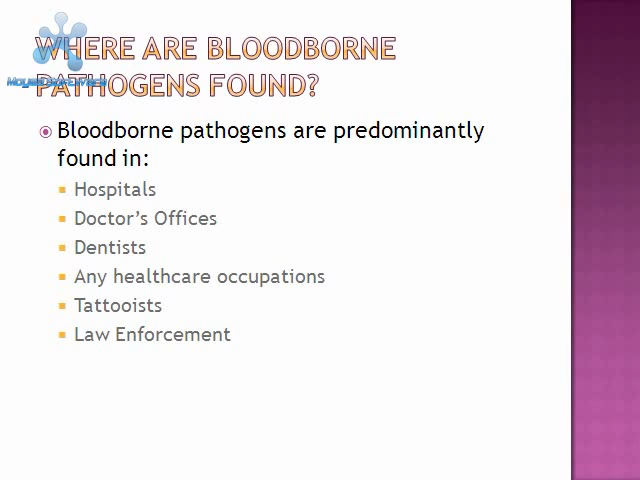 WHERE ARE BLOODBORNE
PATHOGENS FOUND?
Bloodborne pathogens are predominantly
found in:
Hospitals
Doctor’s Offices
Dentists
Any healthcare occupations
Tattooists
Law Enforcement